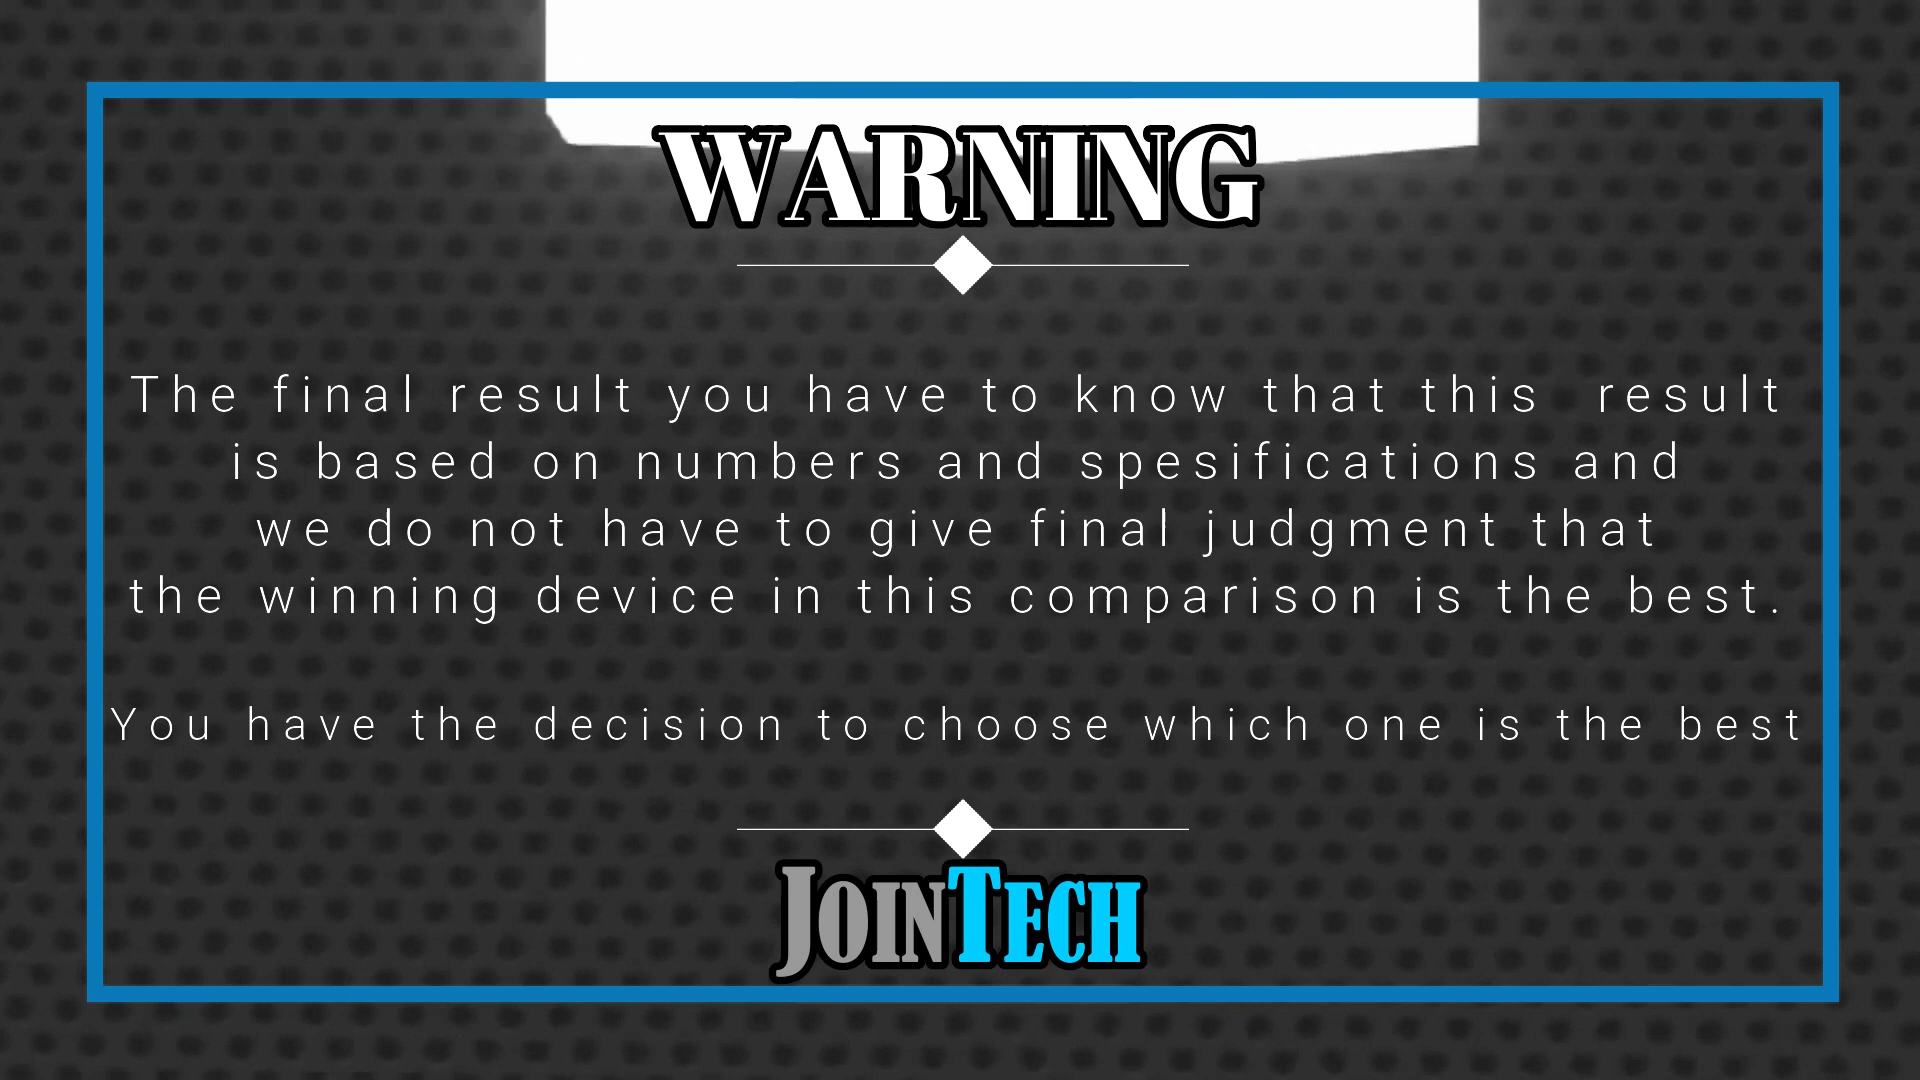 WARNING
The final result you have to know that this result
is based on numbers and spesifications and
we do not have to give final judgment that
the winning device in this comparison is the best.
You have the decision to choose which one is the best
JOINTECH